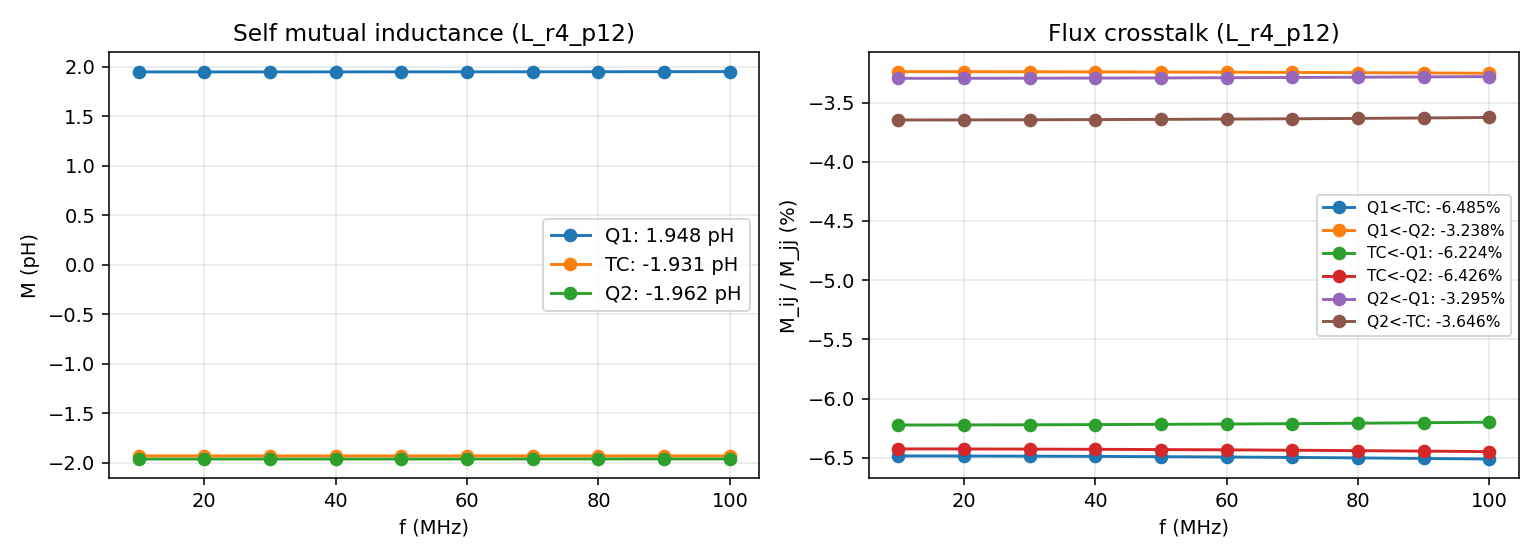 Self mutual inductance (L_r4_p12)
M (pH)
2.0
1.5
1.0
0.5
0.0
−0.5
−1.0
−1.5
−2.0
Q1: 1.948 pH
TC: -1.931 pH
Q2: -1.962 pH
20 40 60 80 100
f (MHz)
Flux crosstalk (L_r4_p12)
M_ij / M_jj (%)
−3.5
−4.0
−4.5
−5.0
−5.5
−6.0
−6.5
Q1<-TC: -6.485%
Q1<-Q2: -3.238%
TC<-Q1: -6.224%
TC<-Q2: -6.426%
Q2<-Q1: -3.295%
Q2<-TC: -3.646%
20 40 60 80 100
f (MHz)